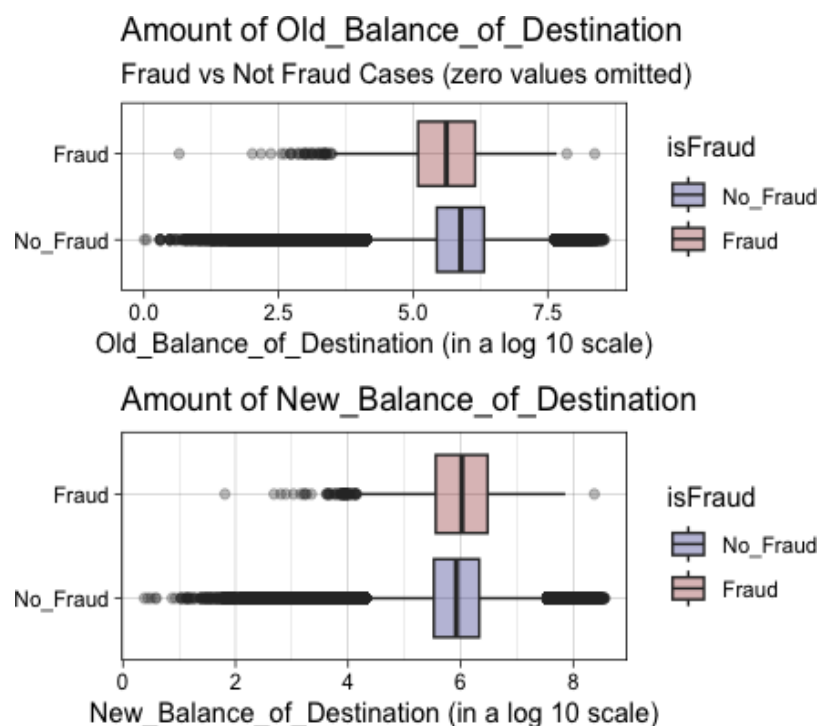 Amount of Old_Balance_of_Destination
Fraud vs Not Fraud Cases (zero values omitted)
Fraud
No_Fraud
0.0 2.5 5.0 7.5
Old_Balance_of_Destination (in a log 10 scale)
isFraud
No_Fraud
Fraud
Amount of New_Balance_of_Destination
Fraud
No_Fraud
0 2 4 6 8
New_Balance_of_Destination (in a log 10 scale)
isFraud
No_Fraud
Fraud